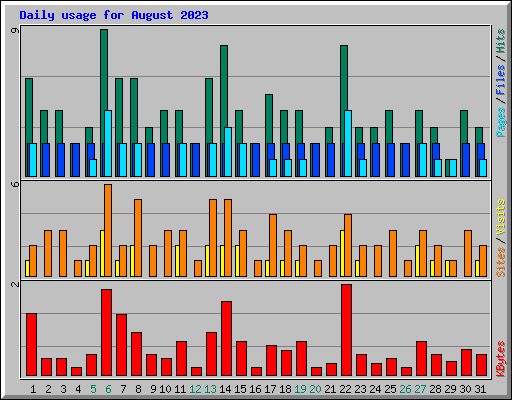 Daily usage for August 2023
9
Pages / Files / Hits
6
Sites / Visits
2
KBytes
1 2 3 4 5 6 7 8 9 10 11 12 13 14 15 16 17 18 19 20 21 22 23 24 25 26 27 28 29 30 31